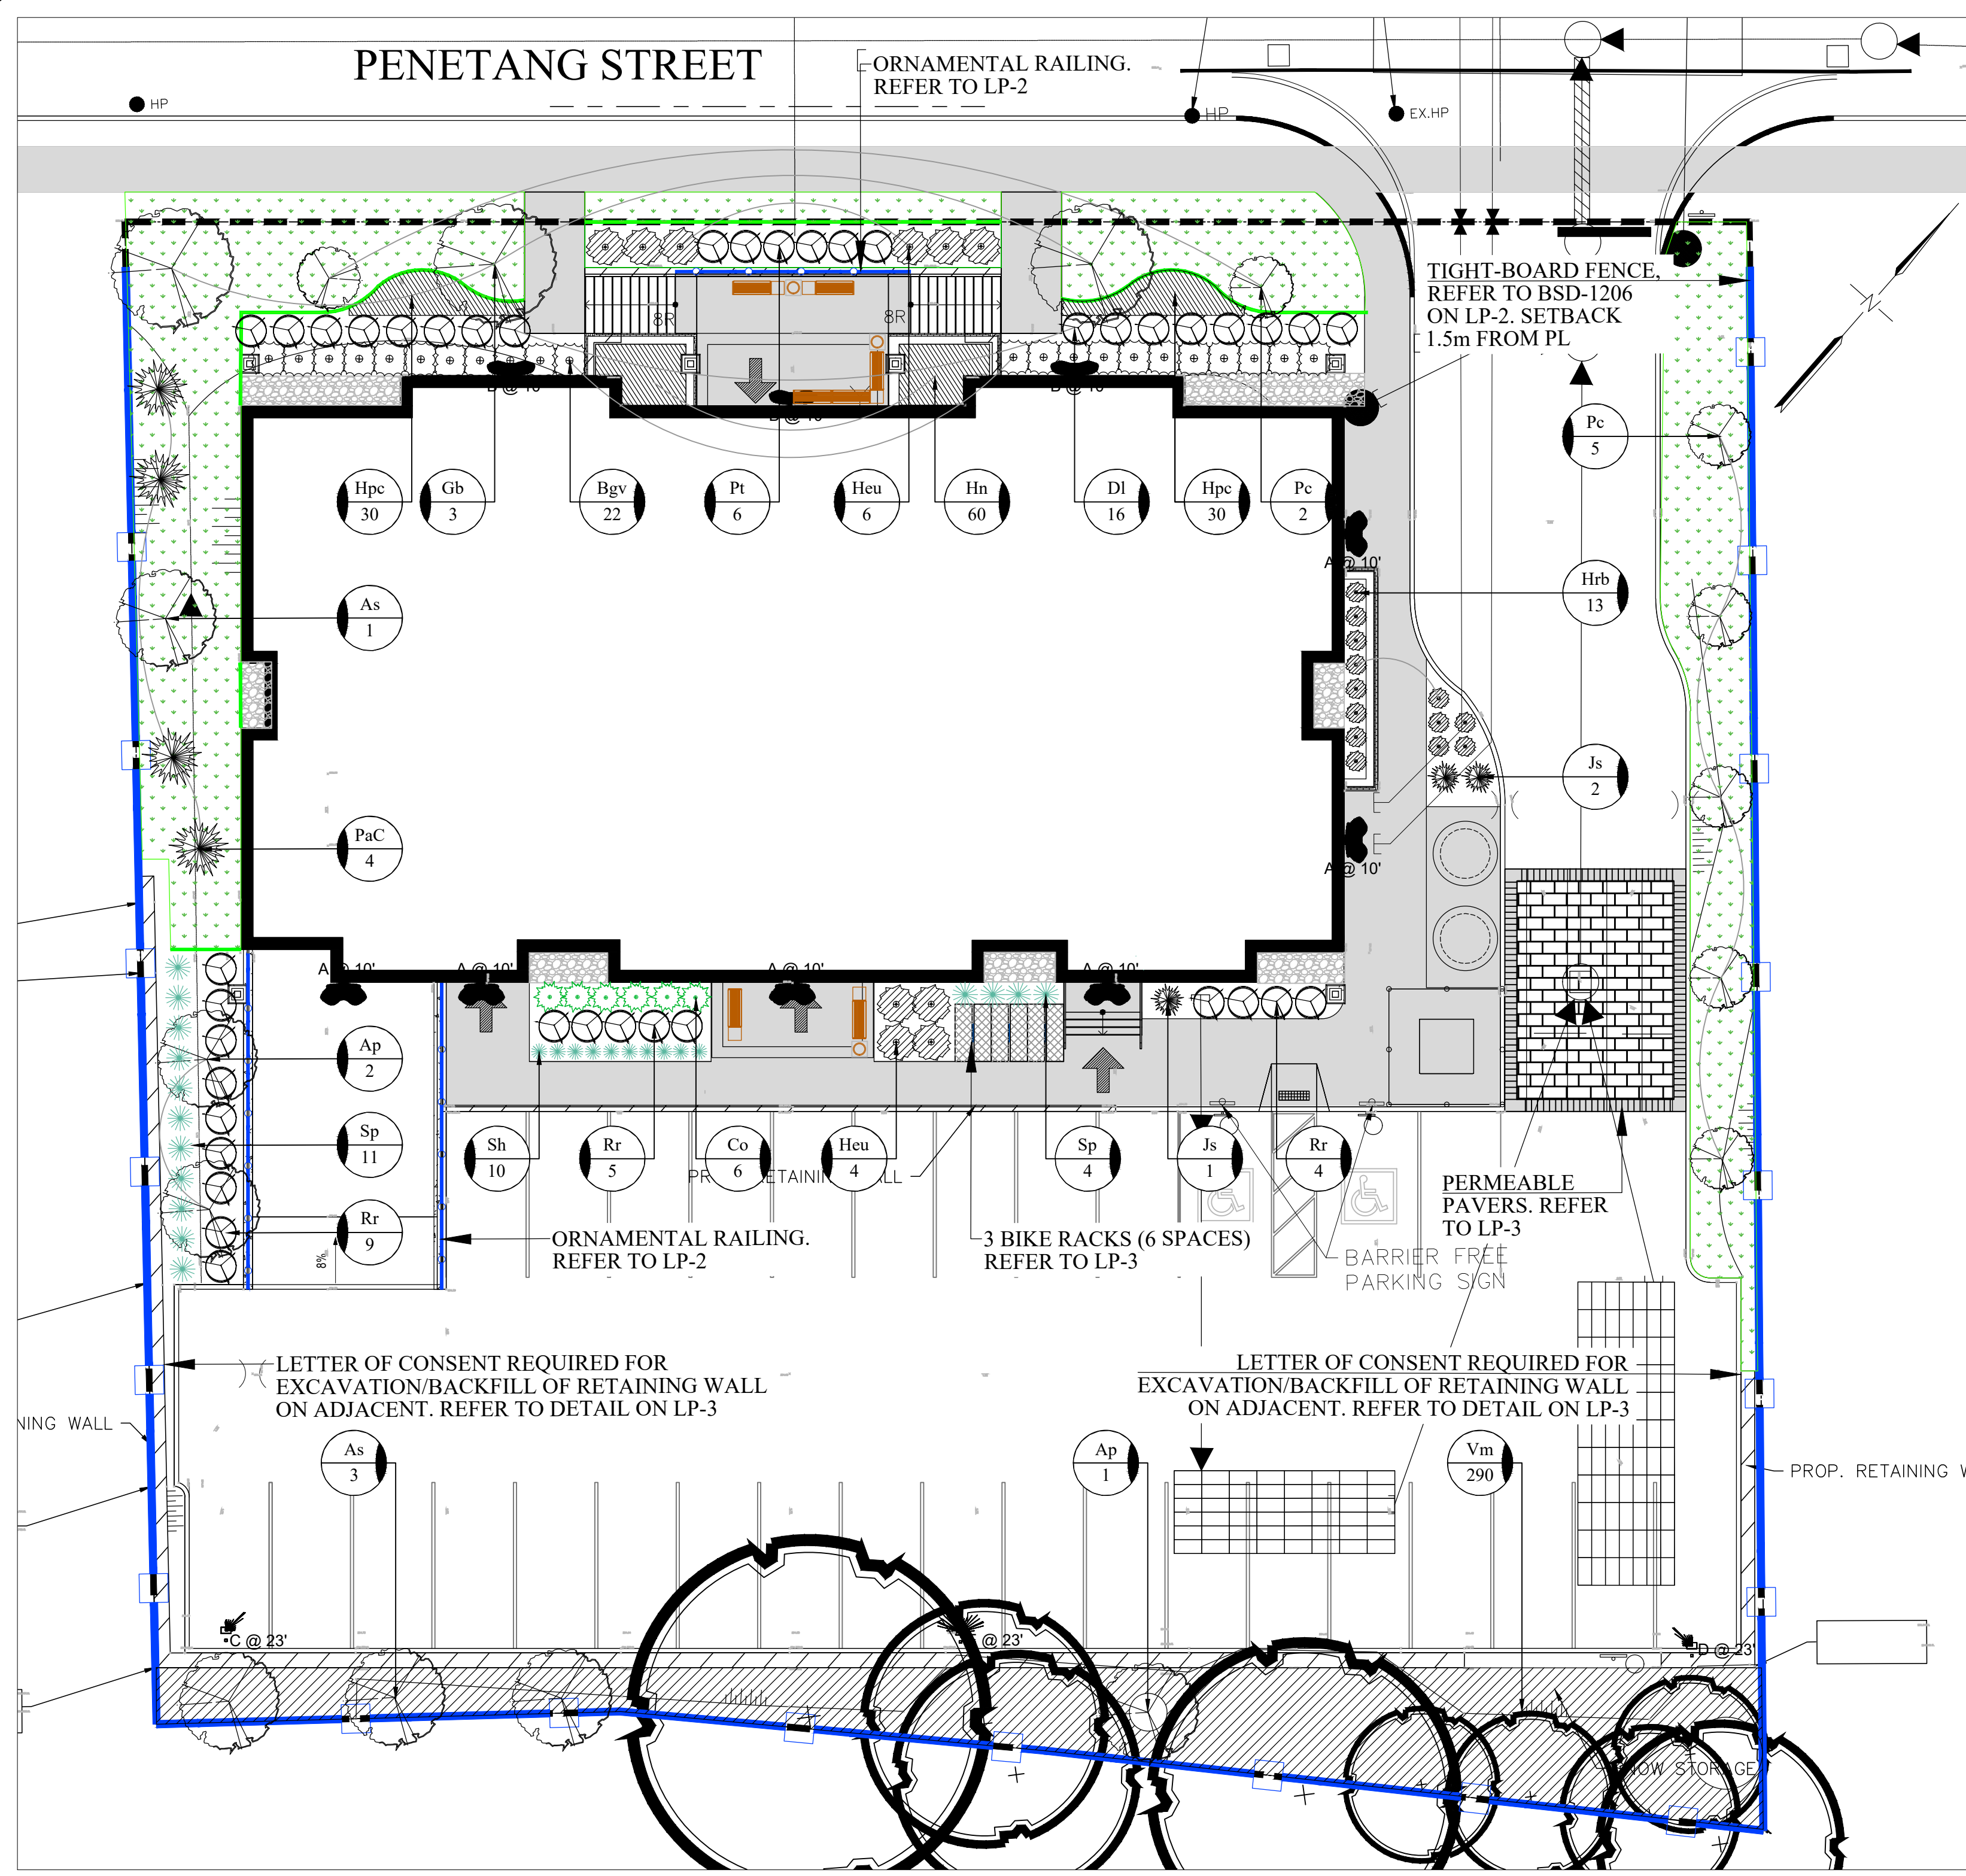 PENETANG STREET
ORNAMENTAL RAILING.
REFER TO LP-2
HP
HP
EX.HP
TIGHT-BOARD FENCE,
REFER TO BSD-1206
ON LP-2. SETBACK
1.5m FROM PL
N
8R
8R
Pc
5
Hpc
30
Gb
3
Bgv
22
Pt
6
Heu
6
Hn
60
Dl
16
Hpc
30
Pc
2
A @ 10'
Hrb
13
As
1
Js
2
PaC
4
A @ 10'
A @ 10'
A @ 10'
A @ 10'
A @ 10'
Ap
2
Sp
11
Rr
9
8%
Sh
10
Rr
5
Co
6
Heu
4
Sp
4
Js
1
Rr
4
PERMEABLE
PAVERS. REFER
TO LP-3
ORNAMENTAL RAILING.
REFER TO LP-2
3 BIKE RACKS (6 SPACES)
REFER TO LP-3
BARRIER FREE
PARKING SIGN
LETTER OF CONSENT REQUIRED FOR
EXCAVATION/BACKFILL OF RETAINING WALL
ON ADJACENT. REFER TO DETAIL ON LP-3
LETTER OF CONSENT REQUIRED FOR
EXCAVATION/BACKFILL OF RETAINING WALL
ON ADJACENT. REFER TO DETAIL ON LP-3
WALL
As
3
Ap
1
Vm
290
PROP. RETAINING
C @ 23'
@ 23'
D @ 23'
STORAGE